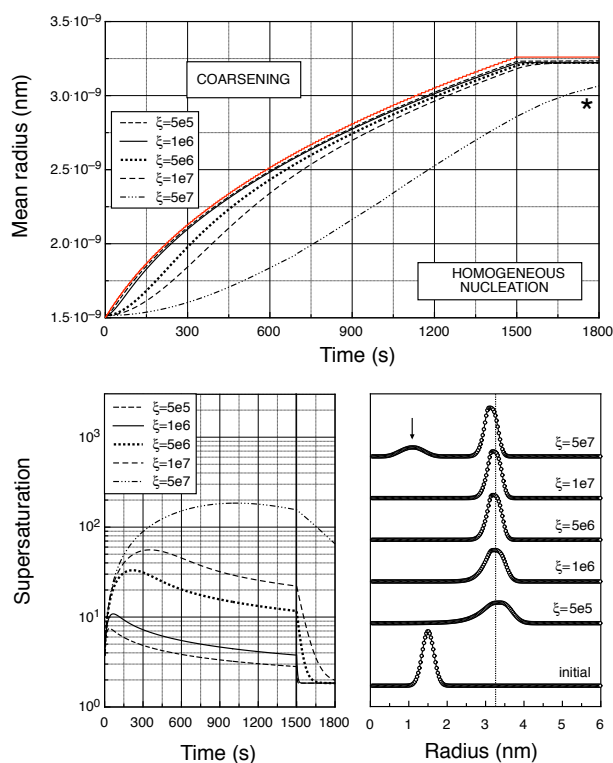 3.5·10⁻⁹
3.0·10⁻⁹
2.5·10⁻⁹
2.0·10⁻⁹
1.5·10⁻⁹
Mean radius (nm)
COARSENING
ξ=5e5
ξ=1e6
ξ=5e6
ξ=1e7
ξ=5e7
*
HOMOGENEOUS
NUCLEATION
0 300 600 900 1200 1500 1800
Time (s)
Supersaturation
10³
10²
10¹
10⁰
ξ=5e5
ξ=1e6
ξ=5e6
ξ=1e7
ξ=5e7
0 300 600 900 1200 1500 1800
Time (s)
ξ=5e7
ξ=1e7
ξ=5e6
ξ=1e6
ξ=5e5
initial
0 1 2 3 4 5 6
Radius (nm)